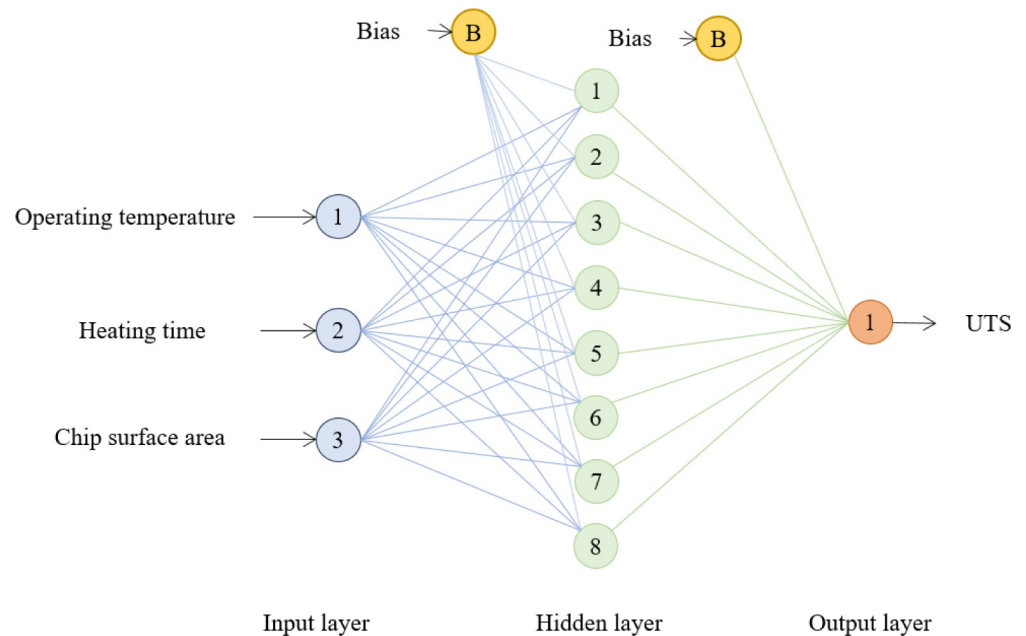 Bias
B
Bias
B
1
2
Operating temperature
1
3
4
Heating time
2
1
UTS
5
6
Chip surface area
3
7
8
Input layer
Hidden layer
Output layer